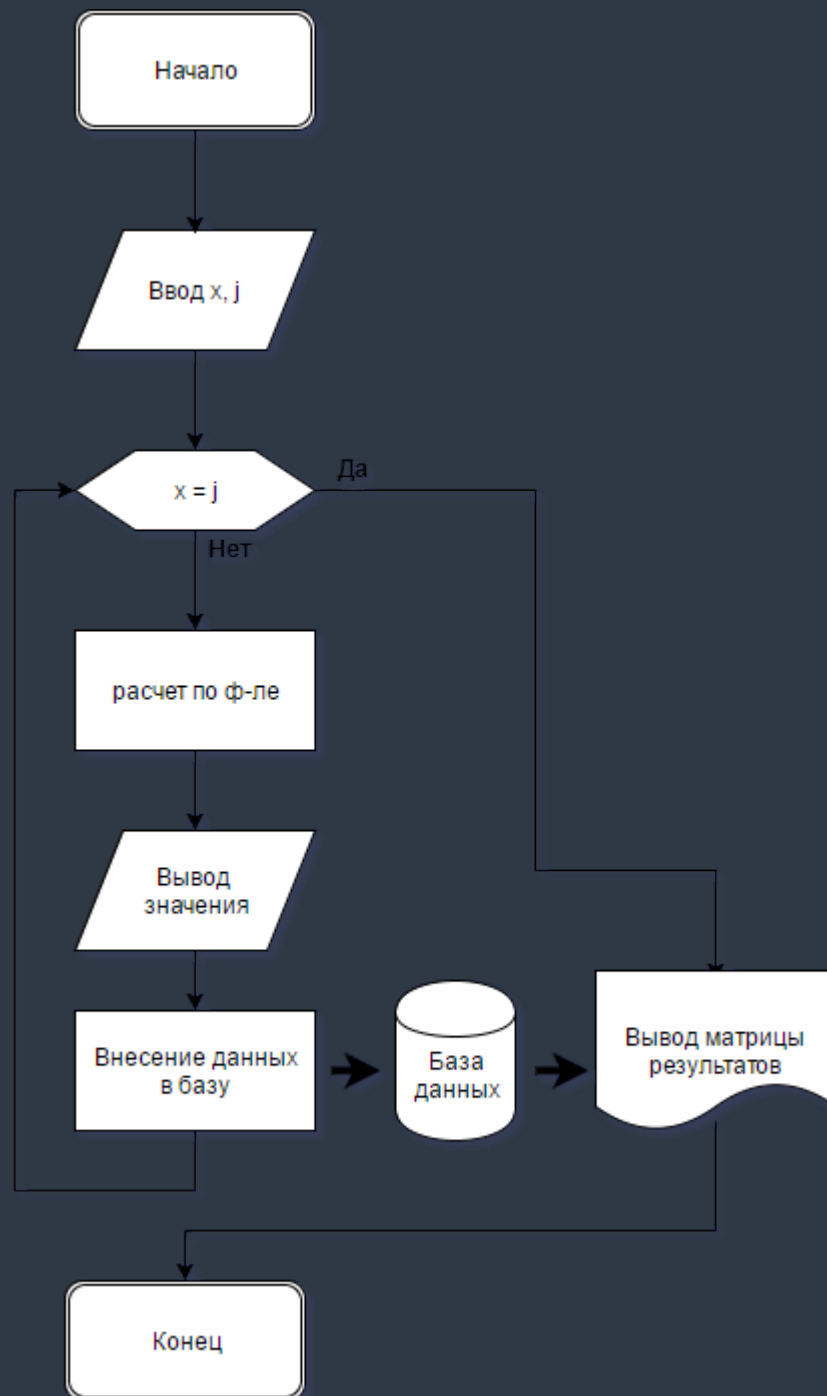 Начало
Ввод x, j
x = j
Да
Нет
расчет по ф-ле
Вывод
значения
Внесение данных
в базу
База
данных
Вывод матрицы
результатов
Конец